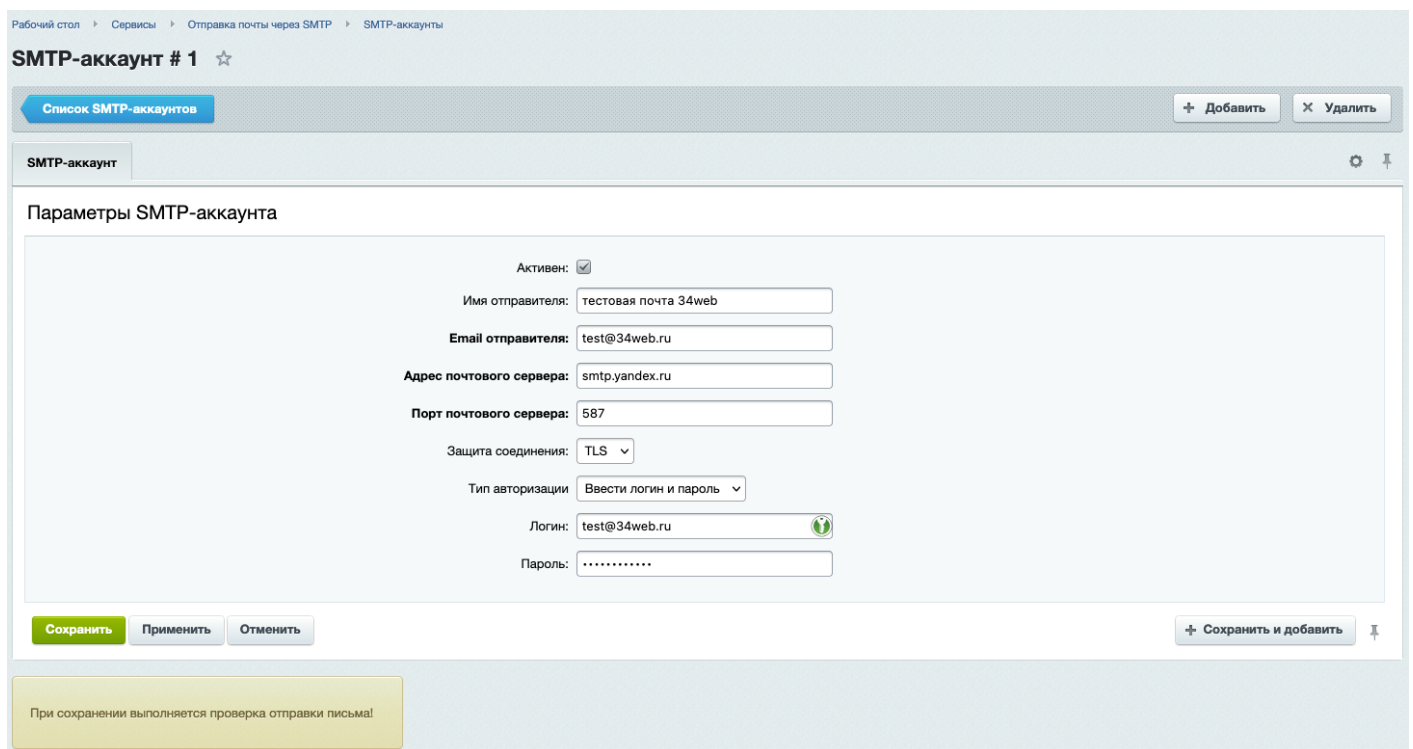 Рабочий стол Сервисы Отправка почты через SMTP SMTP-аккаунты
SMTP-аккаунт # 1
Список SMTP-аккаунтов Добавить Удалить
SMTP-аккаунт
Параметры SMTP-аккаунта
Активен:
Имя отправителя: тестовая почта 34web
Email отправителя: test@34web.ru
Адрес почтового сервера: smtp.yandex.ru
Порт почтового сервера: 587
Защита соединения: TLS
Тип авторизации Ввести логин и пароль
Логин: test@34web.ru
Пароль: ············
Сохранить Применить Отменить Сохранить и добавить
При сохранении выполняется проверка отправки письма!